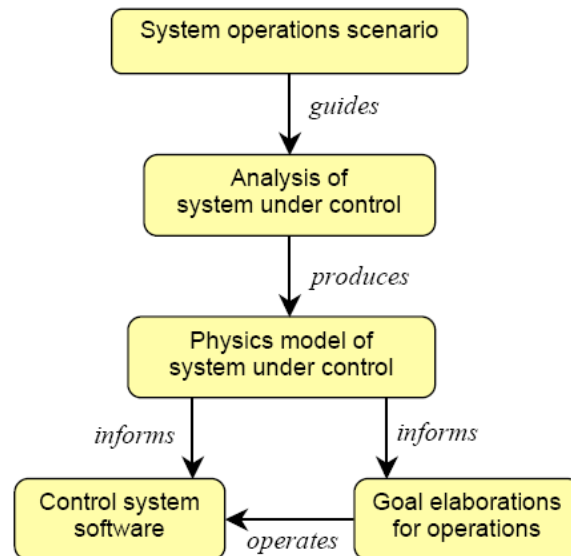 System operations scenario
guides
Analysis of
system under control
produces
Physics model of
system under control
informs
informs
Control system
software
Goal elaborations
for operations
operates